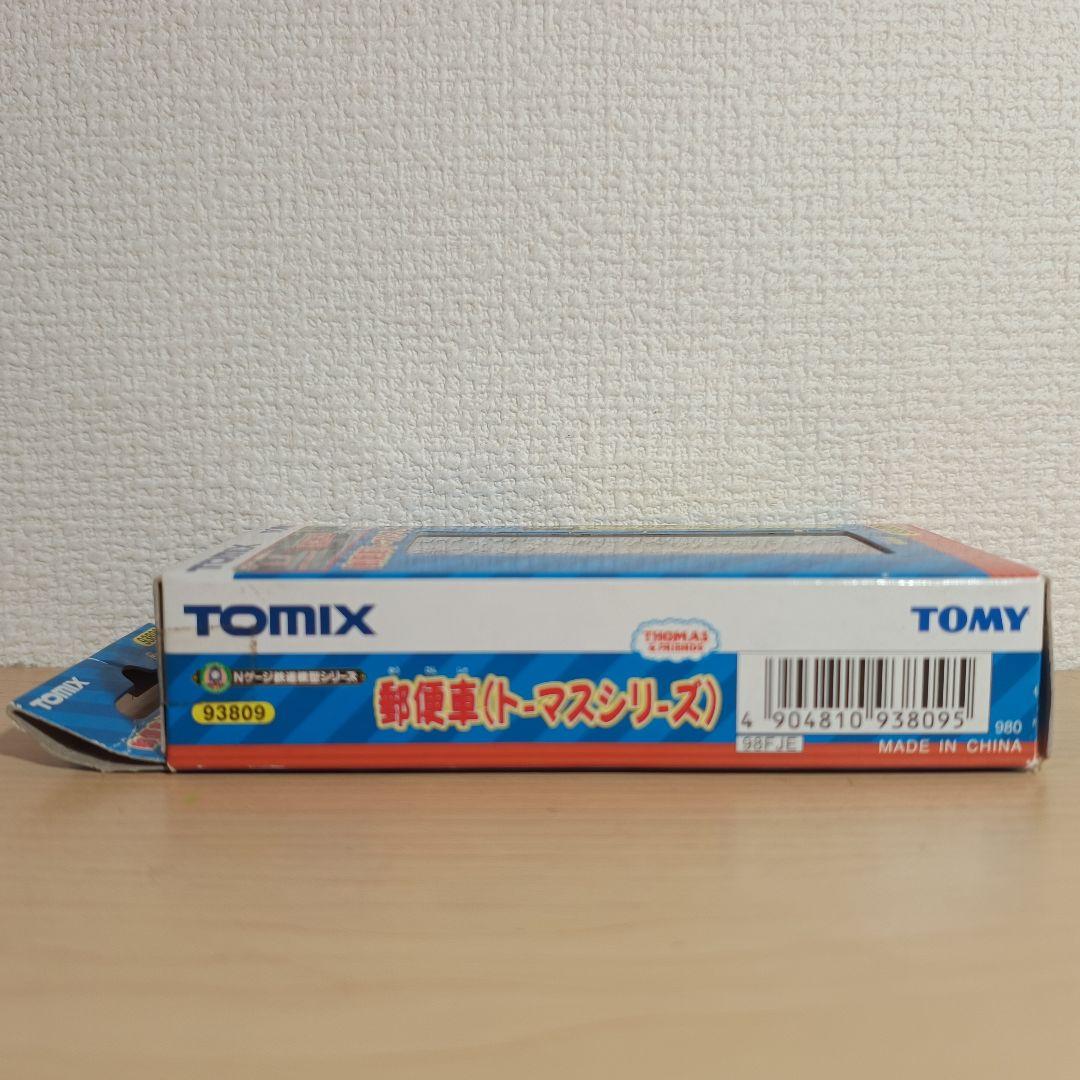 TOMIX
TOMIX
TOMY
THOMAS
& FRIENDS
Nゲージ鉄道模型シリーズ
93809
郵便車(トーマスシリーズ)
4 904810 938095
980
98FJE
MADE IN CHINA
TOMIX